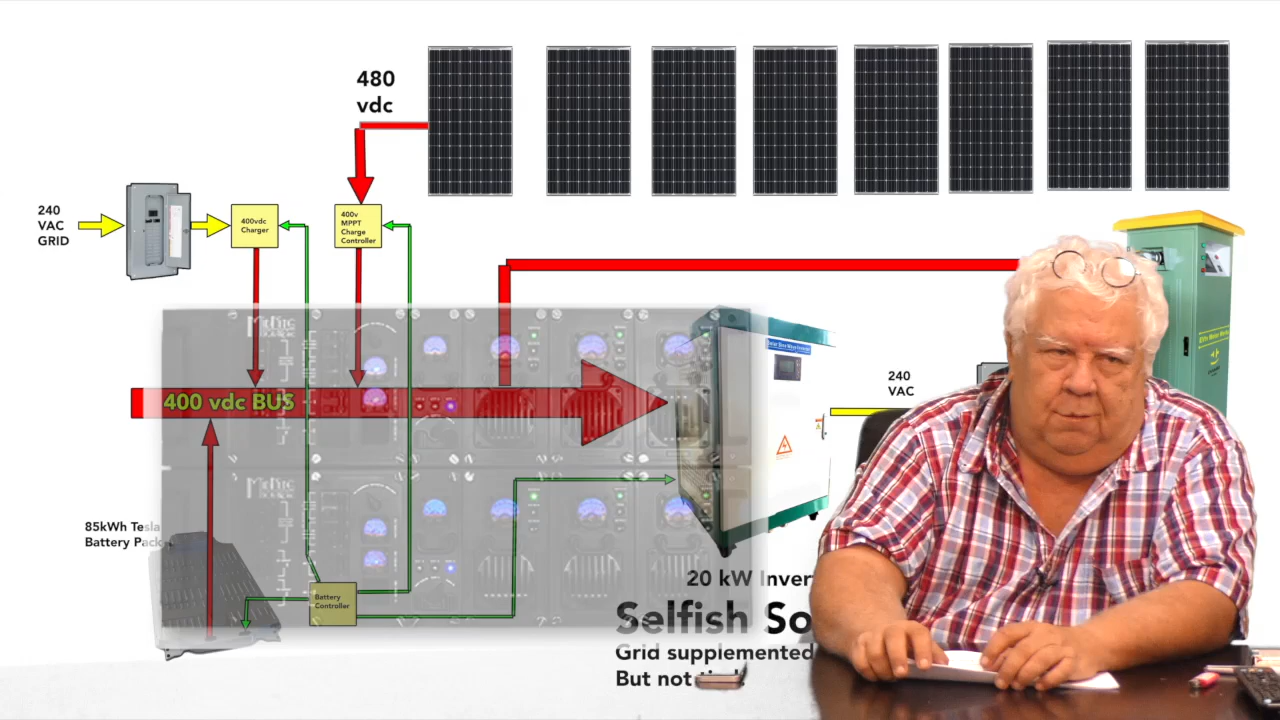 480
vdc
240
VAC
GRID
400vdc
Charger
400v
MPPT
Charge
Controller
400 vdc BUS
240
VAC
85kWh Tesla
Battery Pack
Battery
Controller
20 kW Inver
Selfish So
Grid supplemented
But not tied.